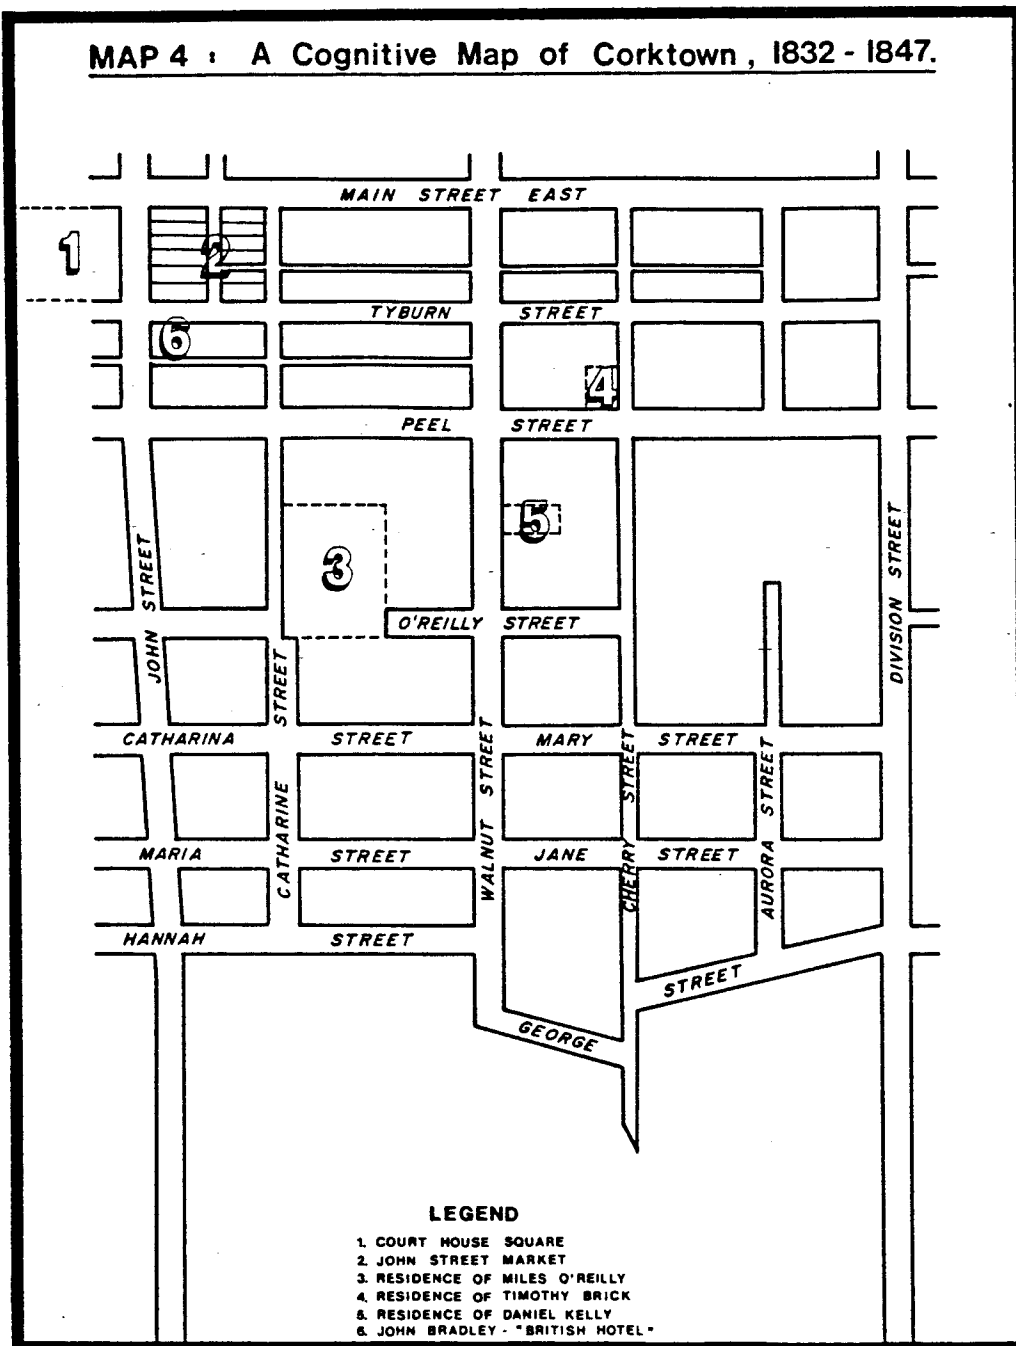 MAP 4 : A Cognitive Map of Corktown, 1832 - 1847.
MAIN STREET EAST
1
2
TYBURN STREET
6
4
PEEL STREET
5
3
JOHN STREET
DIVISION STREET
O'REILLY STREET
CATHARINE STREET
WALNUT STREET
CHERRY STREET
AURORA STREET
CATHARINA STREET
MARY STREET
MARIA STREET
JANE STREET
HANNAH STREET
GEORGE STREET
LEGEND
1. COURT HOUSE SQUARE
2. JOHN STREET MARKET
3. RESIDENCE OF MILES O'REILLY
4. RESIDENCE OF TIMOTHY BRICK
5. RESIDENCE OF DANIEL KELLY
6. JOHN BRADLEY - "BRITISH HOTEL"